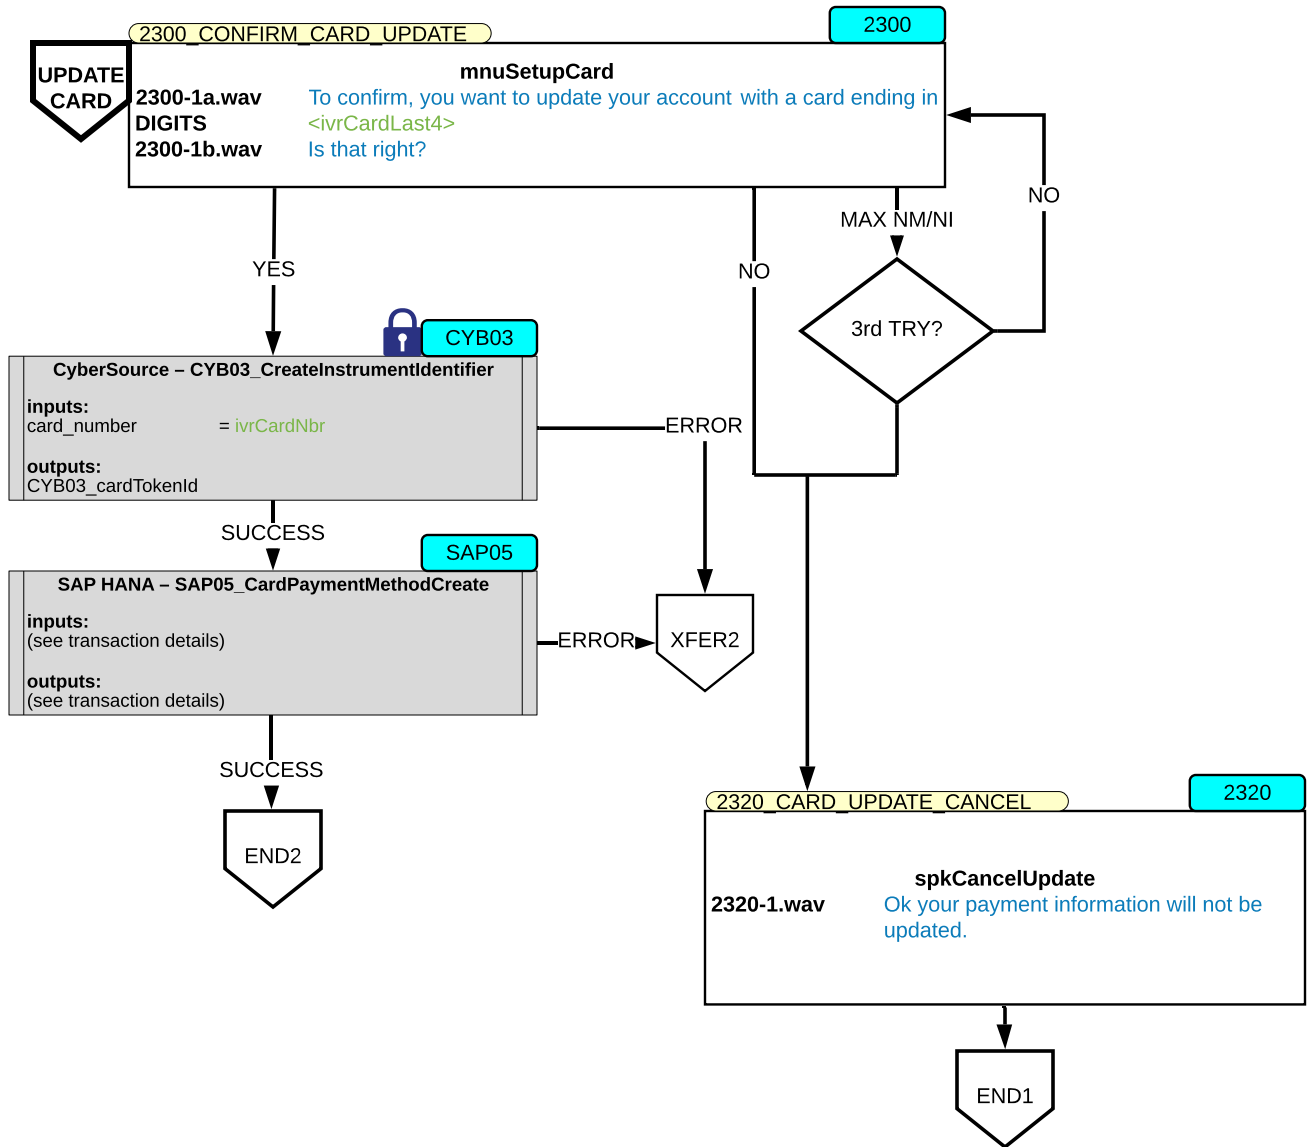 2300_CONFIRM_CARD_UPDATE
2300
UPDATE
CARD
mnuSetupCard
2300-1a.wav To confirm, you want to update your account with a card ending in
DIGITS <ivrCardLast4>
2300-1b.wav Is that right?
NO
MAX NM/NI
YES
NO
3rd TRY?
CYB03
CyberSource – CYB03_CreateInstrumentIdentifier
inputs:
card_number = ivrCardNbr
outputs:
CYB03_cardTokenId
ERROR
SUCCESS
SAP05
SAP HANA – SAP05_CardPaymentMethodCreate
inputs:
(see transaction details)
outputs:
(see transaction details)
ERROR
XFER2
SUCCESS
END2
2320_CARD_UPDATE_CANCEL
2320
spkCancelUpdate
2320-1.wav Ok your payment information will not be
updated.
END1